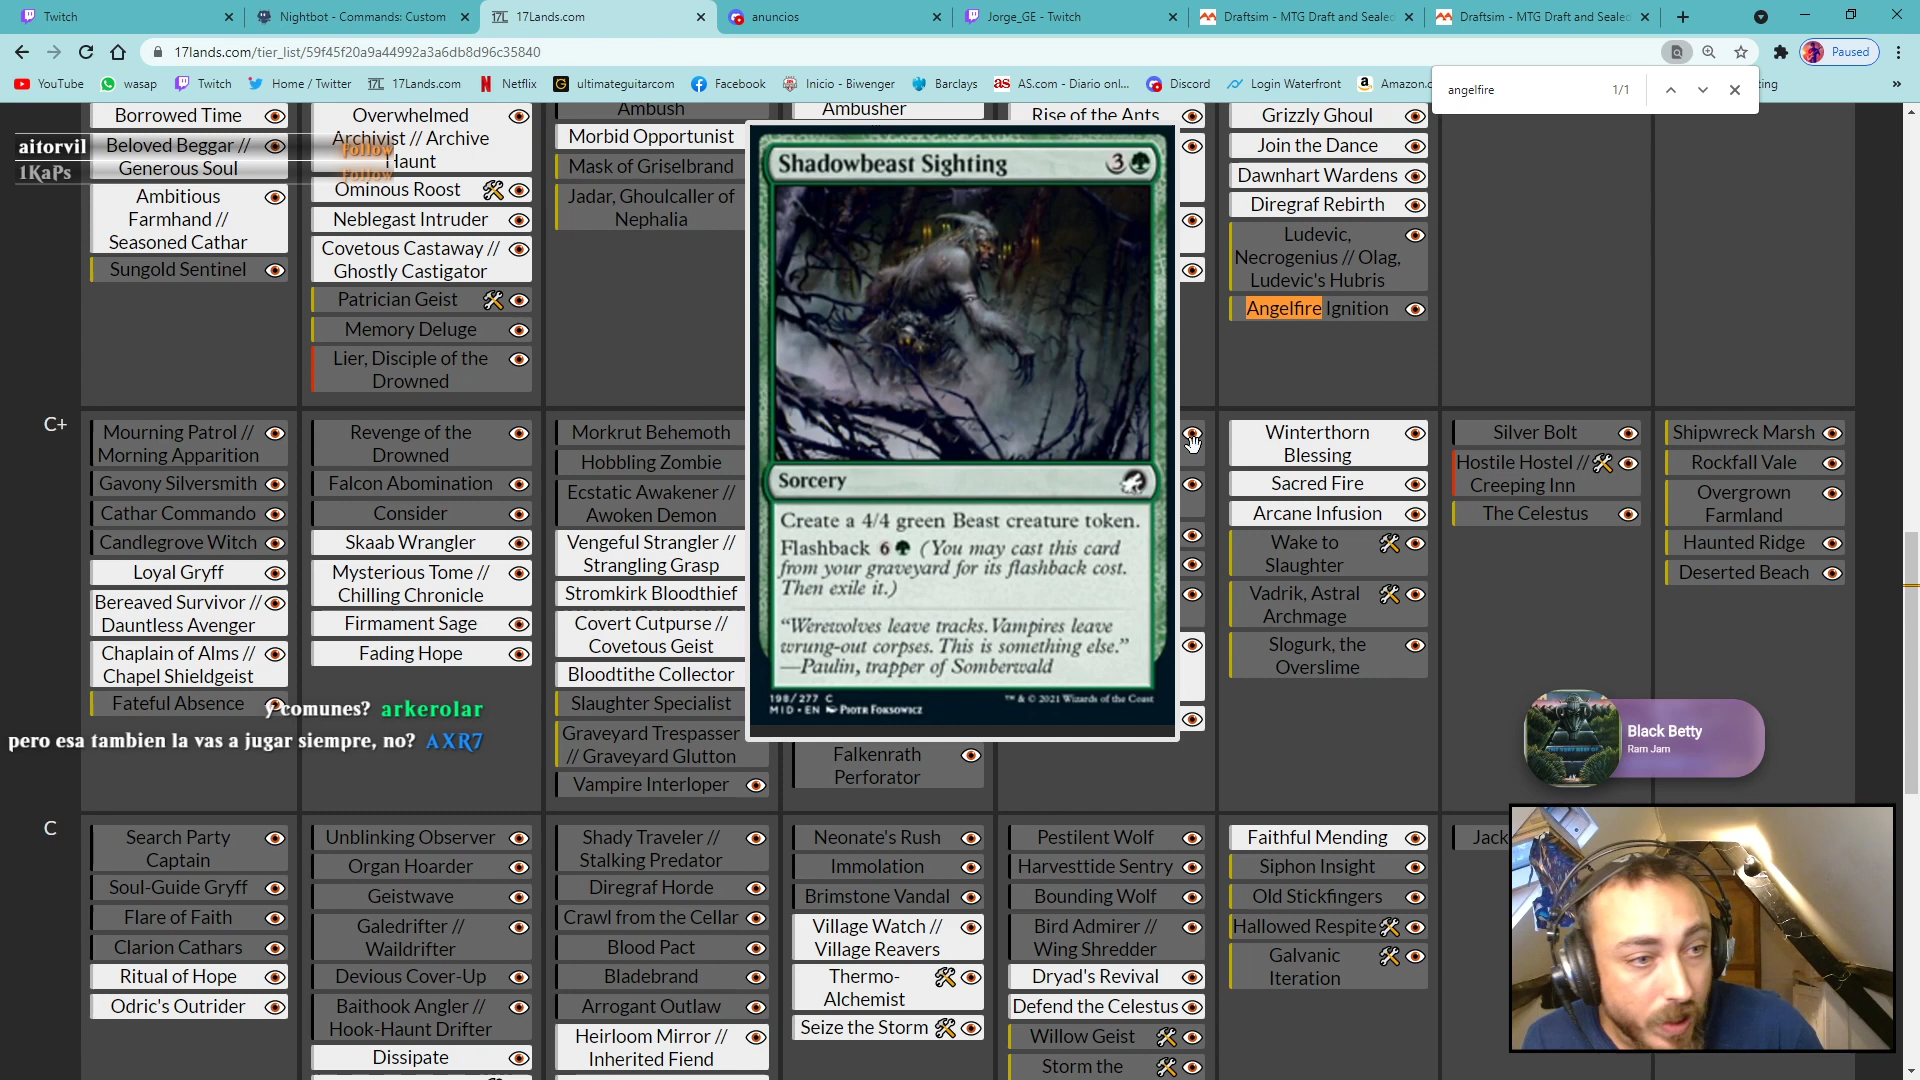 Twitch
Nightbot - Commands: Custom
17Lands.com
anuncios
Jorge_GE - Twitch
Draftsim - MTG Draft and Sealed
Draftsim - MTG Draft and Sealed
17lands.com/tier_list/59f45f20a9a44992a3a6db8d96c35840
Paused
YouTube
wasap
Twitch
Home / Twitter
17Lands.com
Netflix
ultimateguitarcom
Facebook
Inicio - Biwenger
Barclays
AS.com - Diario onl...
Discord
Login Waterfront
Amazon.c
angelfire
1/1
Borrowed Time
Beloved Beggar //
Generous Soul
Ambitious
Farmhand //
Seasoned Cathar
Sungold Sentinel
aitorvil
1KaPs
Follow
Follow
Overwhelmed
Archivist // Archive
Haunt
Ominous Roost
Neblegast Intruder
Covetous Castaway //
Ghostly Castigator
Patrician Geist
Memory Deluge
Lier, Disciple of the
Drowned
Ambush
Morbid Opportunist
Mask of Griselbrand
Jadar, Ghoulcaller of
Nephalia
Ambusher
Rise of the Ants
Grizzly Ghoul
Join the Dance
Dawnhart Wardens
Diregraf Rebirth
Ludevic,
Necrogenius // Olag,
Ludevic's Hubris
Angelfire Ignition
Shadowbeast Sighting
3
Sorcery
Create a 4/4 green Beast creature token.
Flashback 6 (You may cast this card
from your graveyard for its flashback cost.
Then exile it.)
"Werewolves leave tracks. Vampires leave
wrung-out corpses. This is something else."
—Paulin, trapper of Somberwald
198/277 C
MID • EN Piotr Foksowicz
™ & © 2021 Wizards of the Coast
C+
Mourning Patrol //
Morning Apparition
Gavony Silversmith
Cathar Commando
Candlegrove Witch
Loyal Gryff
Bereaved Survivor //
Dauntless Avenger
Chaplain of Alms //
Chapel Shieldgeist
Fateful Absence
Revenge of the
Drowned
Falcon Abomination
Consider
Skaab Wrangler
Mysterious Tome //
Chilling Chronicle
Firmament Sage
Fading Hope
y comunes? arkerolar
pero esa tambien la vas a jugar siempre, no? AXR7
Morkrut Behemoth
Hobbling Zombie
Ecstatic Awakener //
Awoken Demon
Vengeful Strangler //
Strangling Grasp
Stromkirk Bloodthief
Covert Cutpurse //
Covetous Geist
Bloodtithe Collector
Slaughter Specialist
Graveyard Trespasser
// Graveyard Glutton
Vampire Interloper
Falkenrath
Perforator
Winterthorn
Blessing
Sacred Fire
Arcane Infusion
Wake to
Slaughter
Vadrik, Astral
Archmage
Slogurk, the
Overslime
Silver Bolt
Hostile Hostel //
Creeping Inn
The Celestus
Shipwreck Marsh
Rockfall Vale
Overgrown
Farmland
Haunted Ridge
Deserted Beach
Black Betty
Ram Jam
C
Search Party
Captain
Soul-Guide Gryff
Flare of Faith
Clarion Cathars
Ritual of Hope
Odric's Outrider
Unblinking Observer
Organ Hoarder
Geistwave
Galedrifter //
Waildrifter
Devious Cover-Up
Baithook Angler //
Hook-Haunt Drifter
Dissipate
Shady Traveler //
Stalking Predator
Diregraf Horde
Crawl from the Cellar
Blood Pact
Bladebrand
Arrogant Outlaw
Heirloom Mirror //
Inherited Fiend
Neonate's Rush
Immolation
Brimstone Vandal
Village Watch //
Village Reavers
Thermo-
Alchemist
Seize the Storm
Pestilent Wolf
Harvesttide Sentry
Bounding Wolf
Bird Admirer //
Wing Shredder
Dryad's Revival
Defend the Celestus
Willow Geist
Storm the
Faithful Mending
Siphon Insight
Old Stickfingers
Hallowed Respite
Galvanic
Iteration
Jack